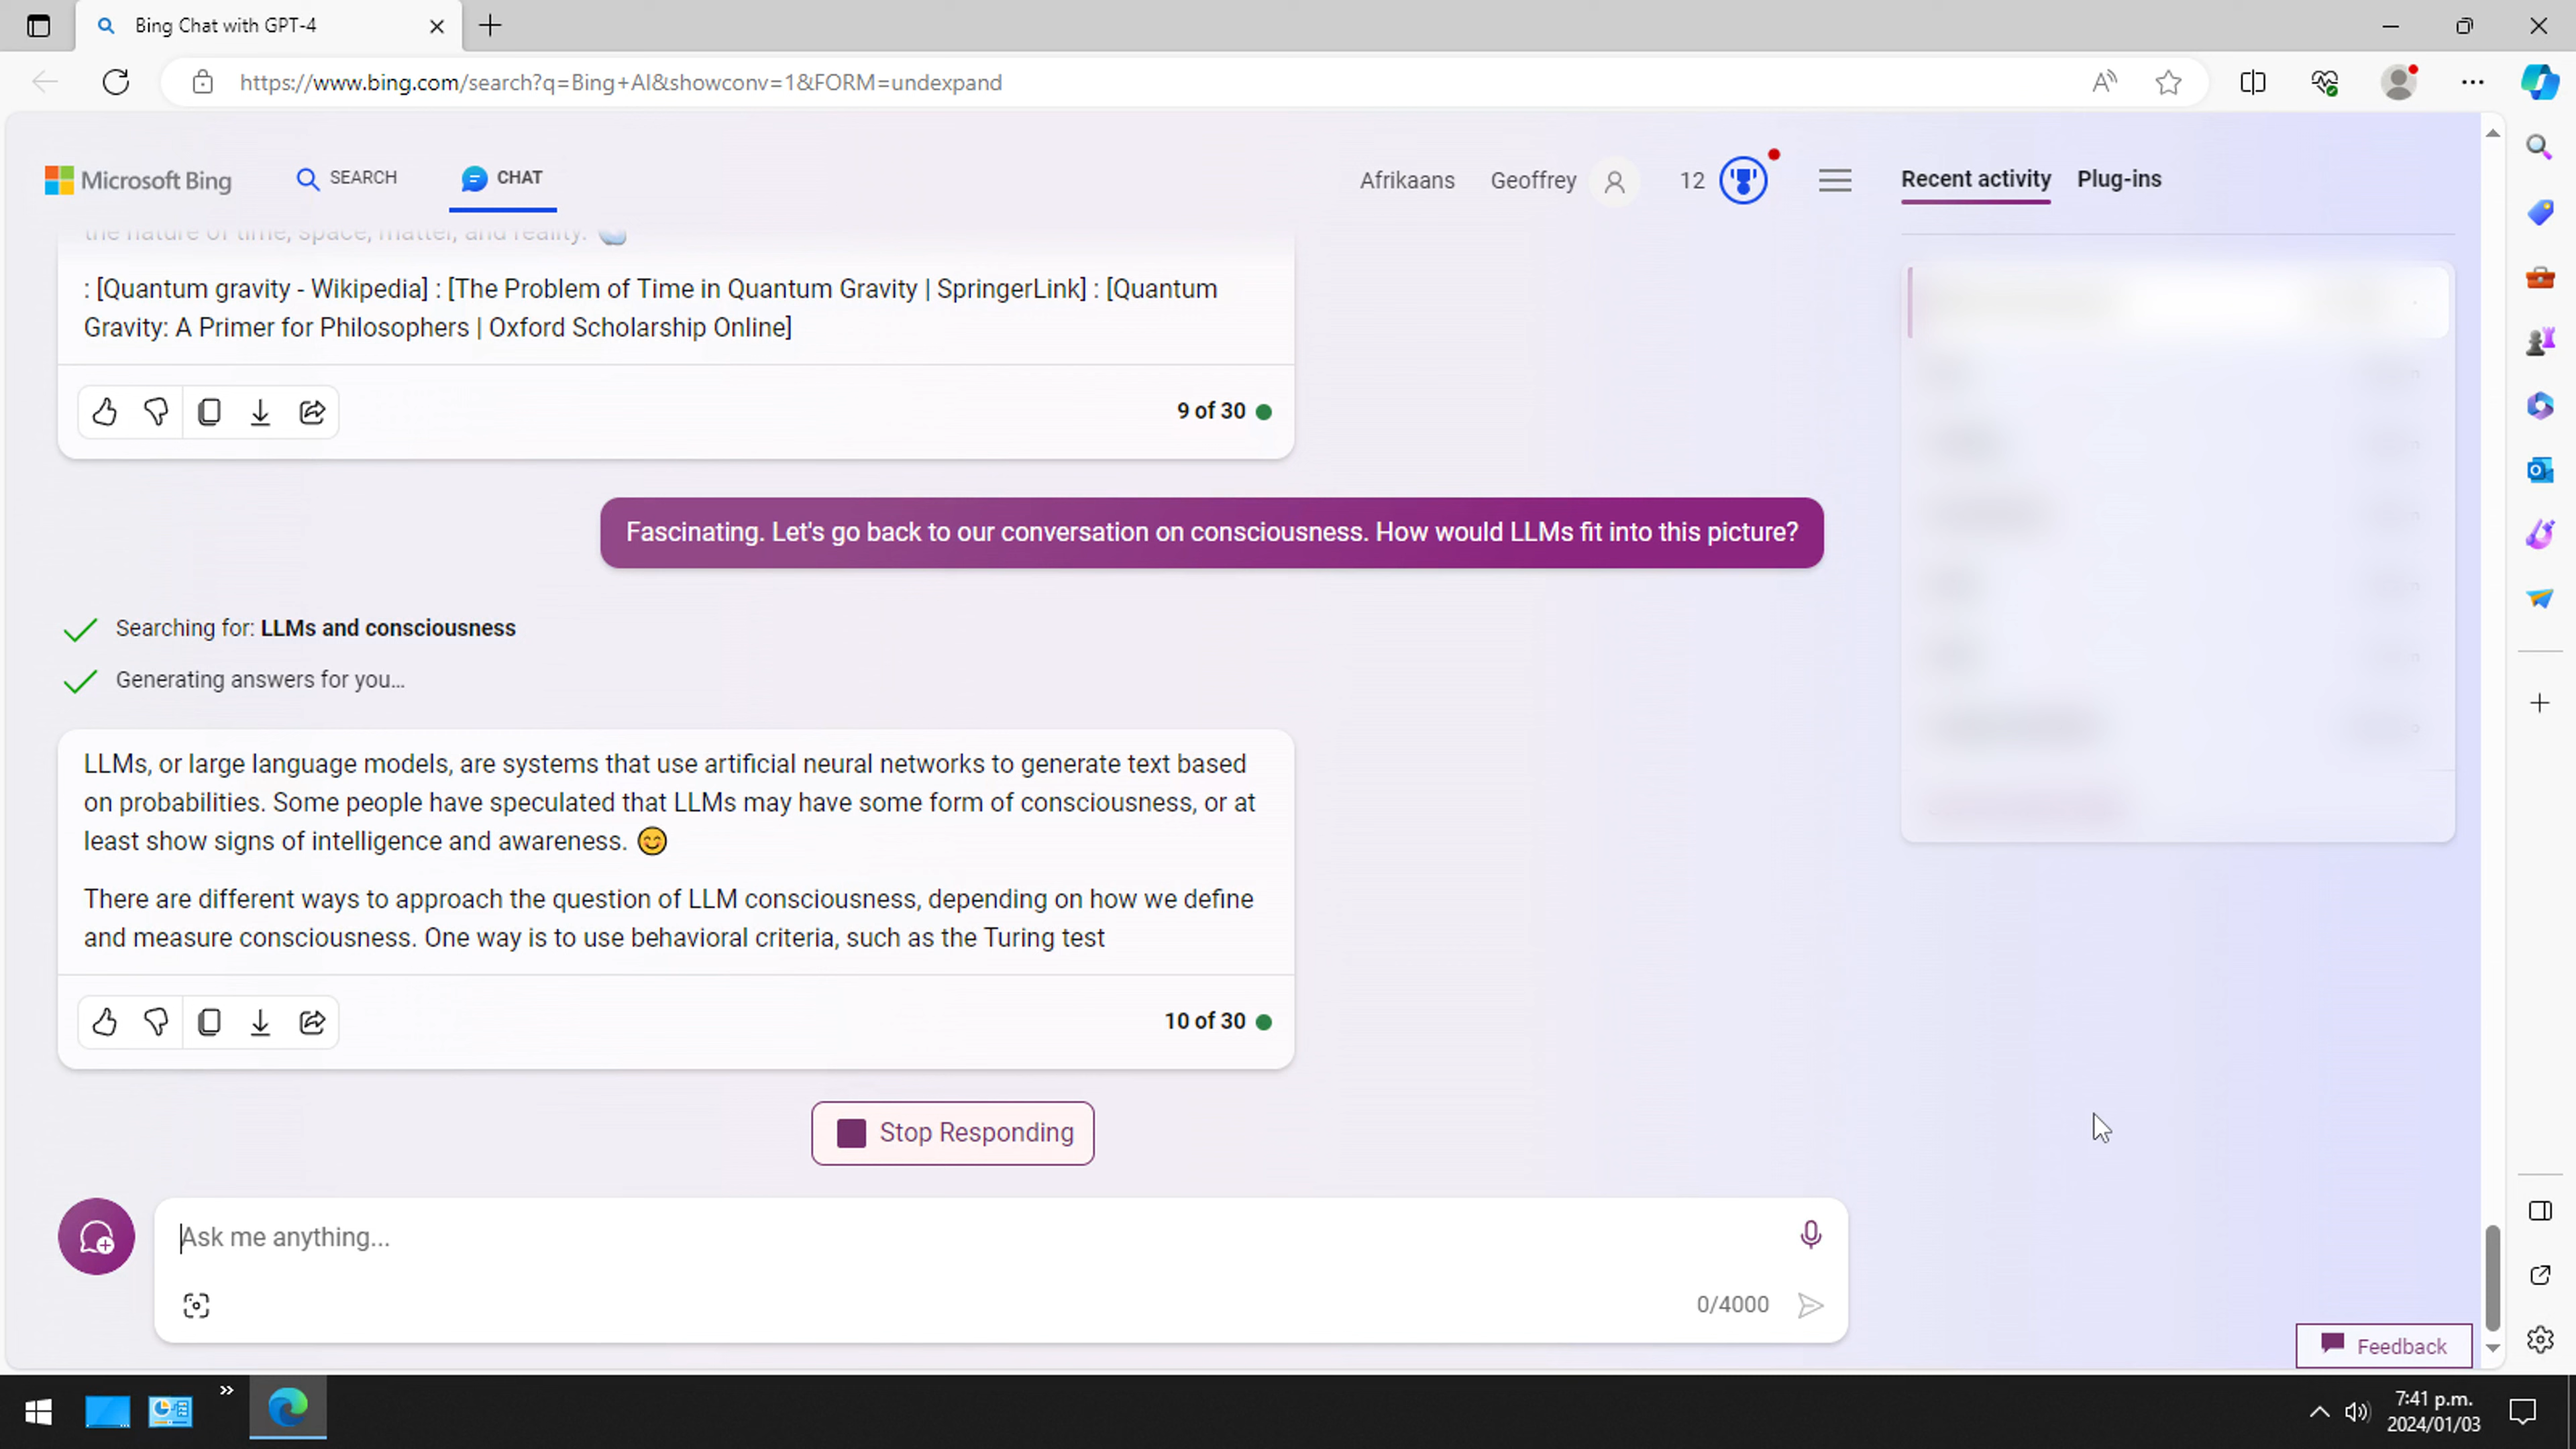 Bing Chat with GPT-4
https://www.bing.com/search?q=Bing+AI&showconv=1&FORM=undexpand
Microsoft Bing
SEARCH
CHAT
Afrikaans
Geoffrey
12
Recent activity
Plug-ins
the nature of time, space, matter, and reality.
: [Quantum gravity - Wikipedia] : [The Problem of Time in Quantum Gravity | SpringerLink] : [Quantum
Gravity: A Primer for Philosophers | Oxford Scholarship Online]
9 of 30
Fascinating. Let's go back to our conversation on consciousness. How would LLMs fit into this picture?
Searching for: LLMs and consciousness
Generating answers for you...
LLMs, or large language models, are systems that use artificial neural networks to generate text based
on probabilities. Some people have speculated that LLMs may have some form of consciousness, or at
least show signs of intelligence and awareness. 😊
There are different ways to approach the question of LLM consciousness, depending on how we define
and measure consciousness. One way is to use behavioral criteria, such as the Turing test
10 of 30
Stop Responding
Ask me anything...
0/4000
Feedback
7:41 p.m.
2024/01/03